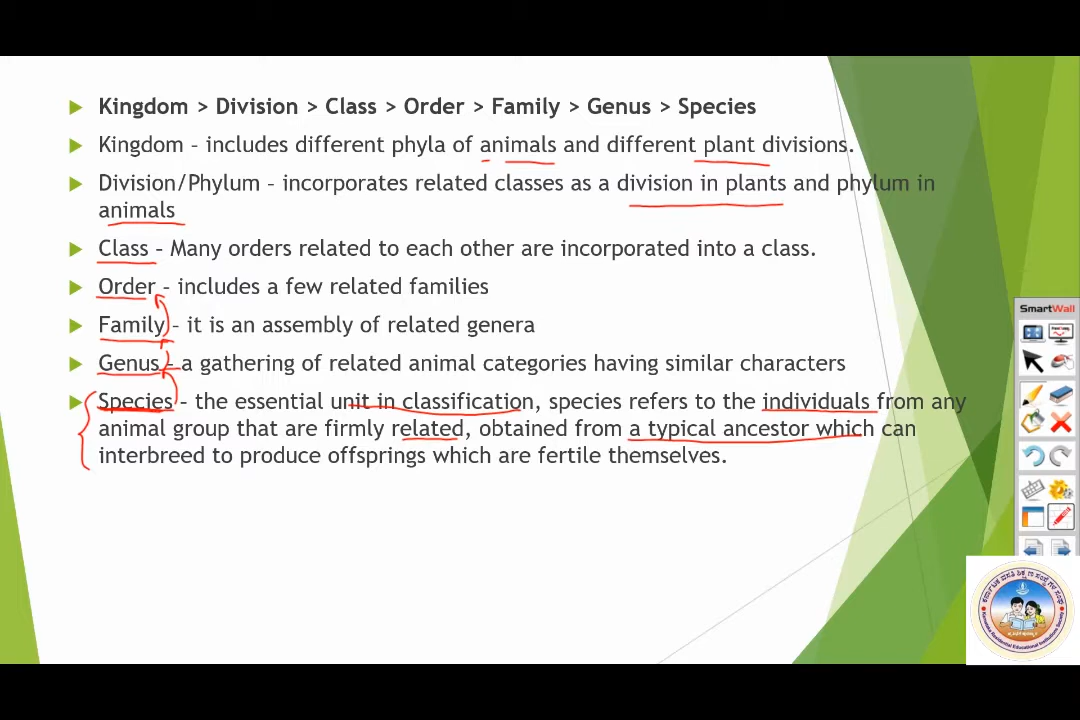 Kingdom > Division > Class > Order > Family > Genus > Species
Kingdom – includes different phyla of animals and different plant divisions.
Division/Phylum – incorporates related classes as a division in plants and phylum in
animals
Class – Many orders related to each other are incorporated into a class.
Order – includes a few related families
Family – it is an assembly of related genera
Genus – a gathering of related animal categories having similar characters
Species – the essential unit in classification, species refers to the individuals from any
animal group that are firmly related, obtained from a typical ancestor which can
interbreed to produce offsprings which are fertile themselves.
SmartWall
Karnataka Residential Educational Institutions Society